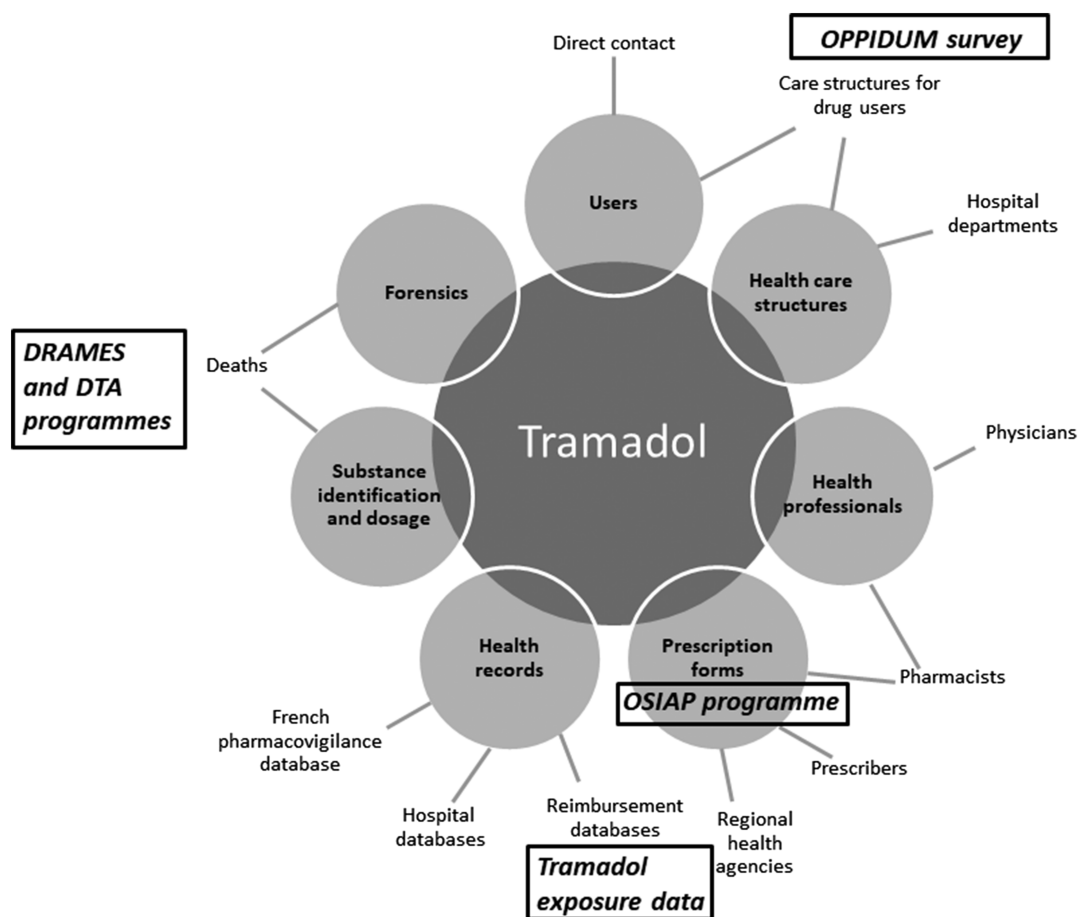 Direct contact
OPPIDUM survey
Care structures for
drug users
Users
Hospital
departments
Forensics
Health care
structures
DRAMES
and DTA
programmes
Deaths
Tramadol
Physicians
Substance
identification
and dosage
Health
professionals
Health
records
Prescription
forms
OSIAP programme
Pharmacists
French
pharmacovigilance
database
Prescribers
Hospital
databases
Reimbursement
databases
Regional
health
agencies
Tramadol
exposure data